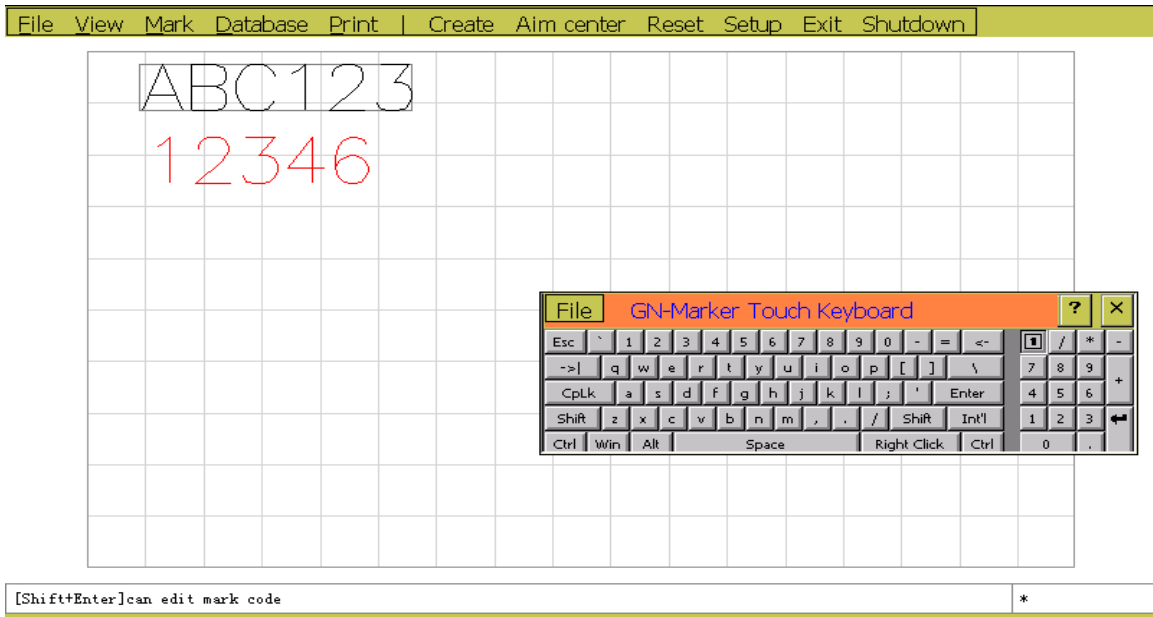 File View Mark Database Print | Create Aim center Reset Setup Exit Shutdown
ABC123
12346
File GN-Marker Touch Keyboard ? ×
Esc ` 1 2 3 4 5 6 7 8 9 0 - = <- 1 / * -
->| q w e r t y u i o p [ ] \ 7 8 9 +
CpLk a s d f g h j k l ; ' Enter 4 5 6
Shift z x c v b n m , . / Shift Int'l 1 2 3
Ctrl Win Alt Space Right Click Ctrl 0 .
[Shift+Enter]can edit mark code *